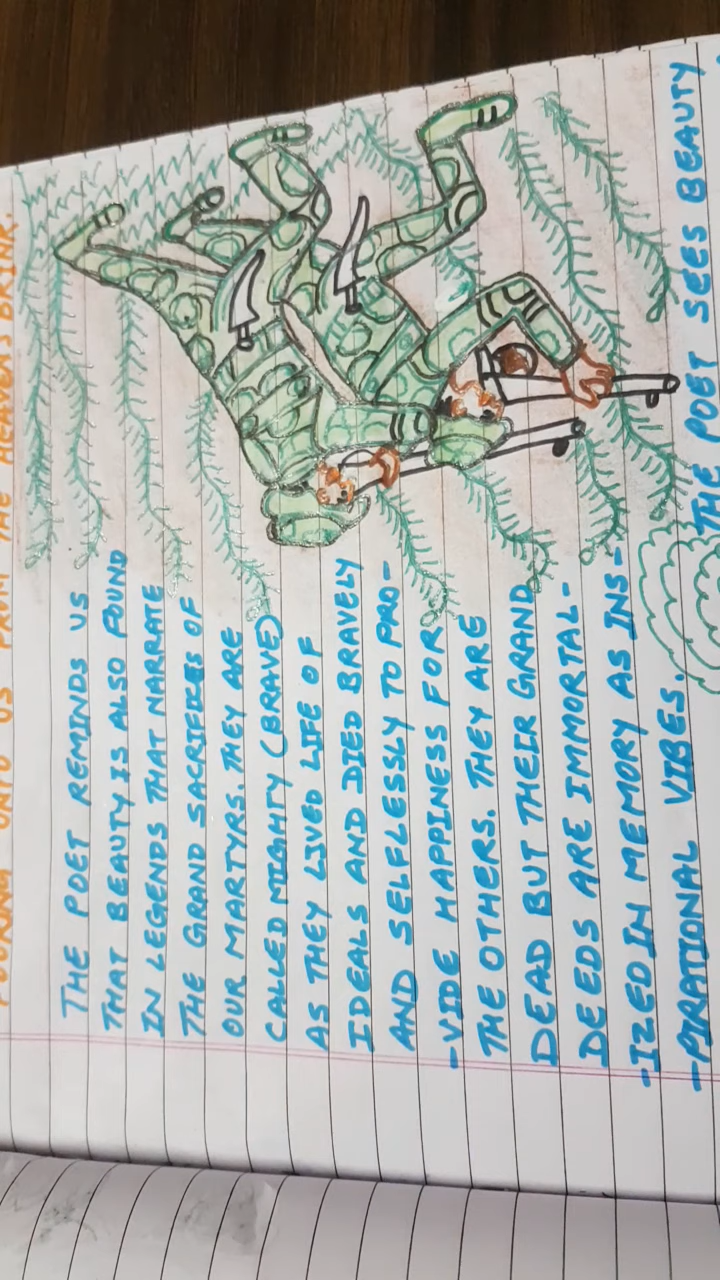 POURING UNTO US FROM THE HEAVEN'S BRINK.
THE POET REMINDS US
THAT BEAUTY IS ALSO FOUND
IN LEGENDS THAT NARRATE
THE GRAND SACRIFICES OF
OUR MARTYRS. THEY ARE
CALLED MIGHTY (BRAVE)
AS THEY LIVED LIFE OF
IDEALS AND DIED BRAVELY
AND SELFLESSLY TO PRO-
-VIDE HAPPINESS FOR
THE OTHERS. THEY ARE
DEAD BUT THEIR GRAND
DEEDS ARE IMMORTAL-
-IZED IN MEMORY AS INS-
-PIRATIONAL VIBES. THE POET SEES BEAUTY